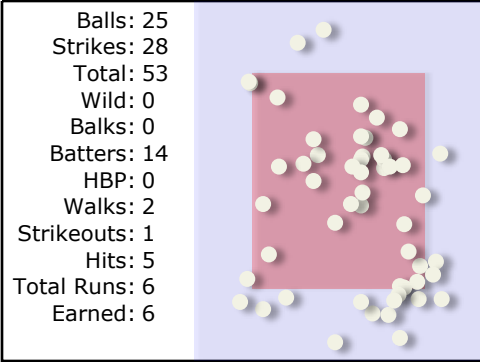 Balls: 25
Strikes: 28
Total: 53
Wild: 0
Balks: 0
Batters: 14
HBP: 0
Walks: 2
Strikeouts: 1
Hits: 5
Total Runs: 6
Earned: 6